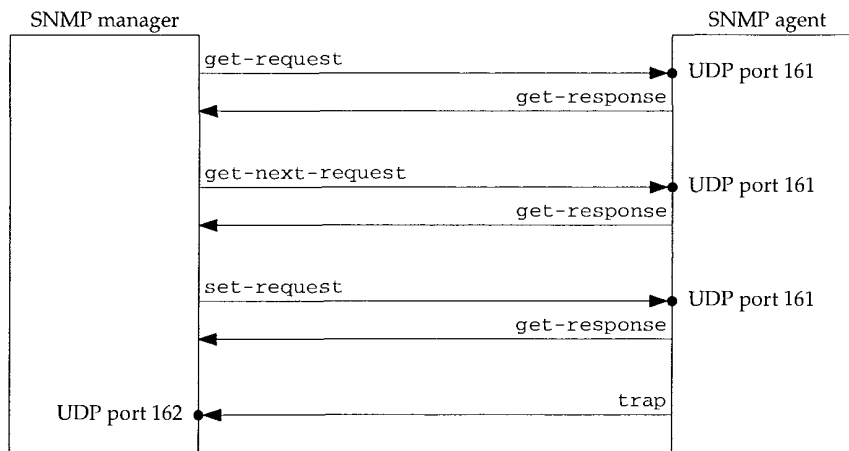 SNMP manager
SNMP agent
get-request
UDP port 161
get-response
get-next-request
UDP port 161
get-response
set-request
UDP port 161
get-response
UDP port 162
trap